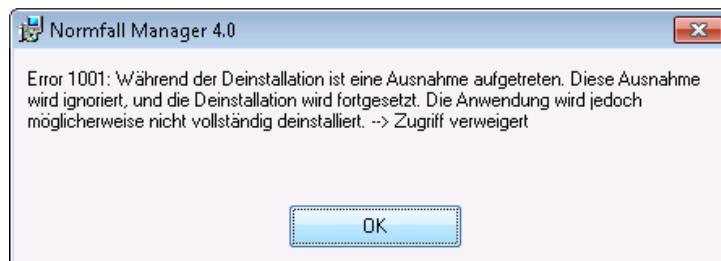 Normfall Manager 4.0
Error 1001: Während der Deinstallation ist eine Ausnahme aufgetreten. Diese Ausnahme
wird ignoriert, und die Deinstallation wird fortgesetzt. Die Anwendung wird jedoch
möglicherweise nicht vollständig deinstalliert. --> Zugriff verweigert
OK